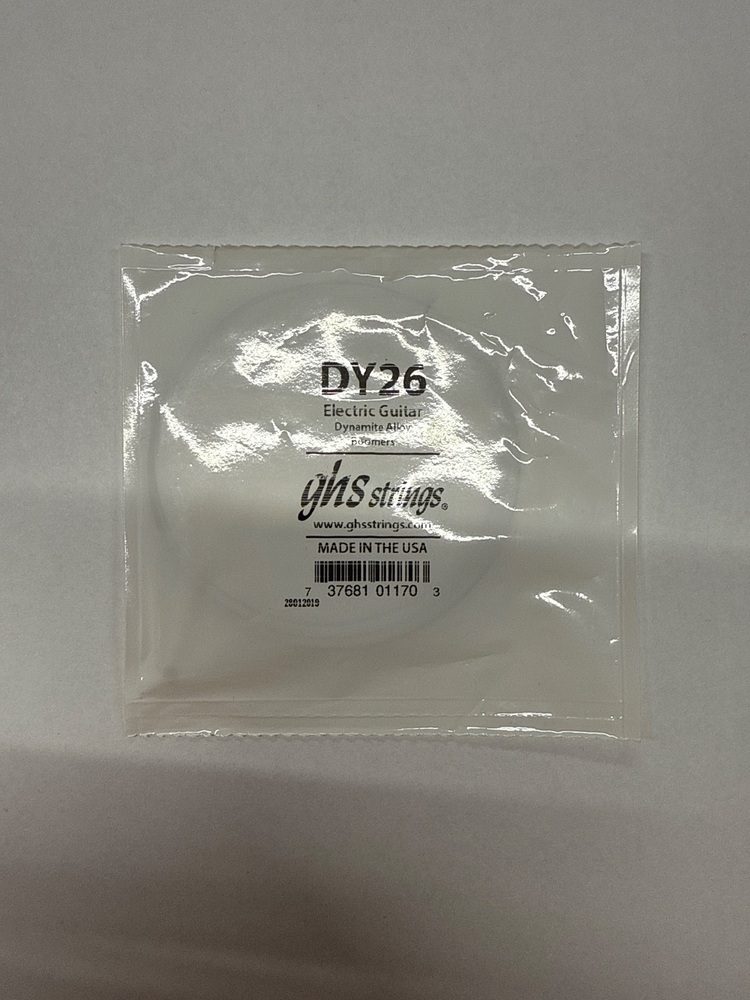 DY26
Electric Guitar
Dynamite Alloy
Boomers
ghs strings®
www.ghsstrings.com
MADE IN THE USA
7 37681 01170 3
28012019